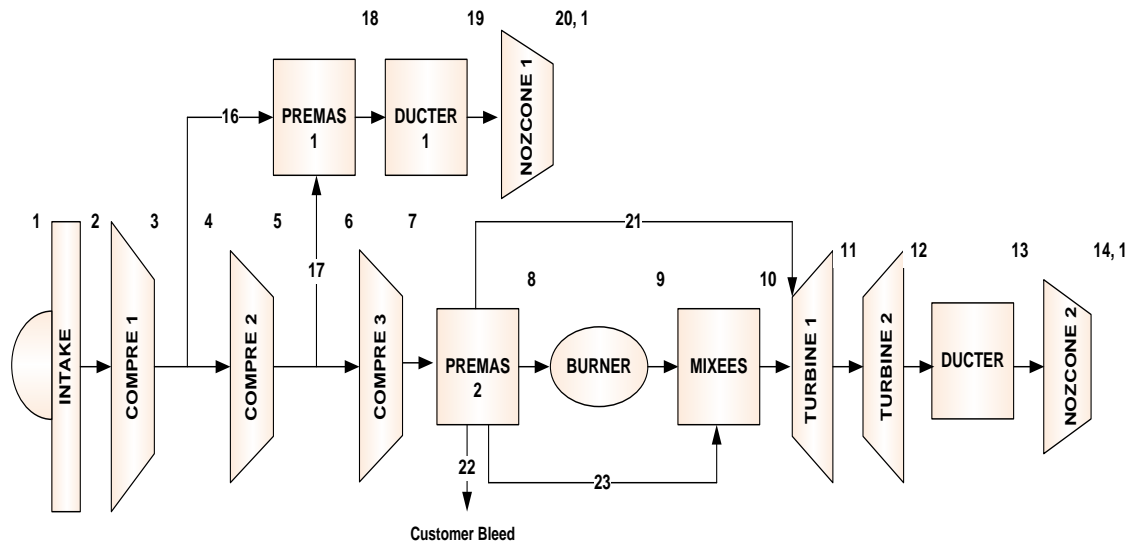 18 19 20, 1
16
PREMAS
1
DUCTER
1
NOZCONE 1
1 2 3 4 5 6 7
17
21
8 9 10 11 12 13 14, 1
INTAKE
COMPRE 1
COMPRE 2
COMPRE 3
PREMAS
2
BURNER
MIXEES
TURBINE 1
TURBINE 2
DUCTER
NOZCONE 2
22
23
Customer Bleed